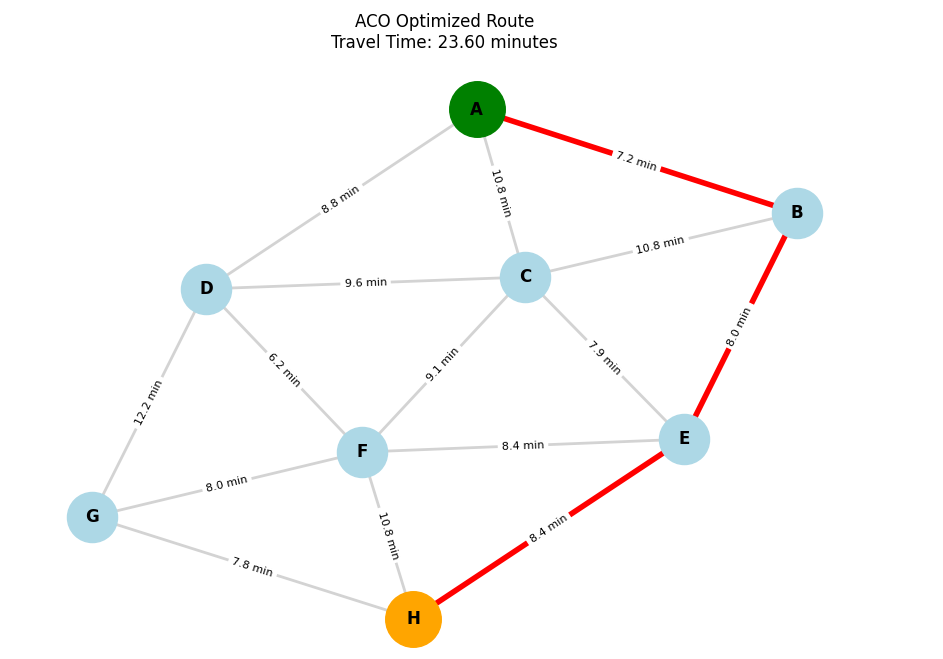 ACO Optimized Route
Travel Time: 23.60 minutes
A
7.2 min
8.8 min
10.8 min
B
10.8 min
C
D
9.6 min
8.0 min
7.9 min
9.1 min
6.2 min
12.2 min
E
8.4 min
F
8.0 min
G
8.4 min
10.8 min
7.8 min
H